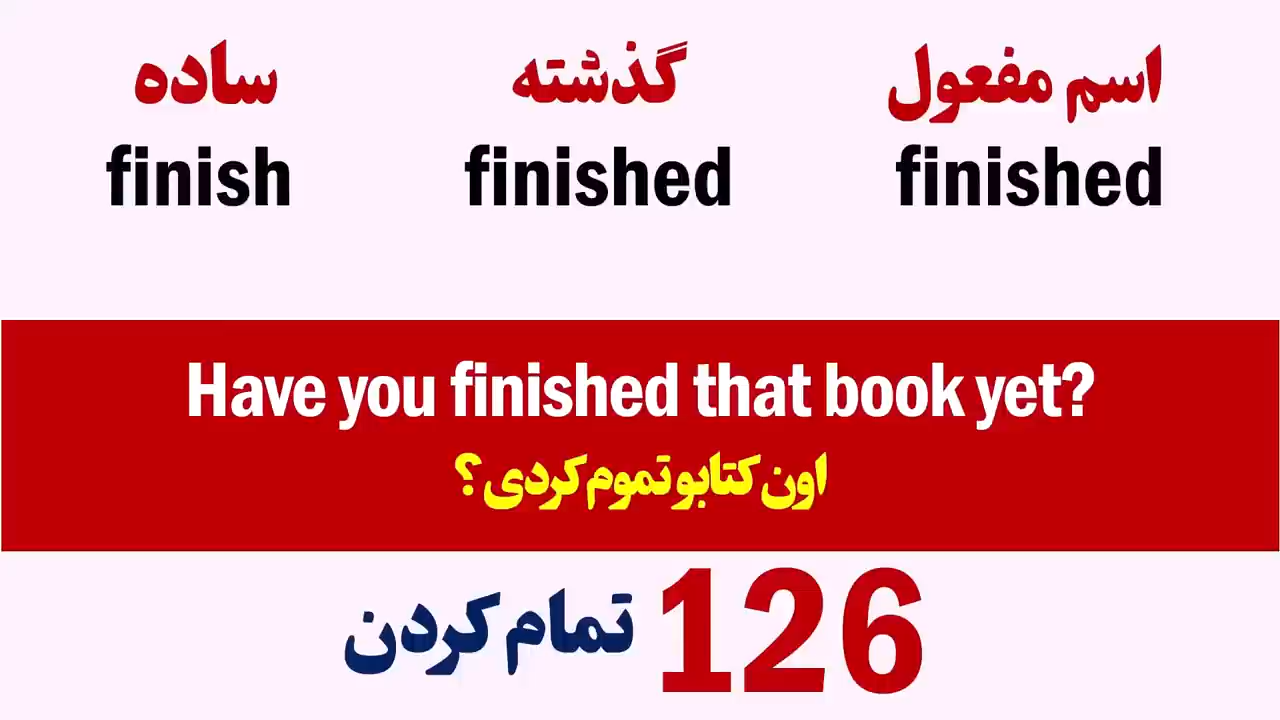 ساده گذشته اسم مفعول
finish finished finished
Have you finished that book yet?
اون کتابو تموم کردی ؟
تمام کردن 126